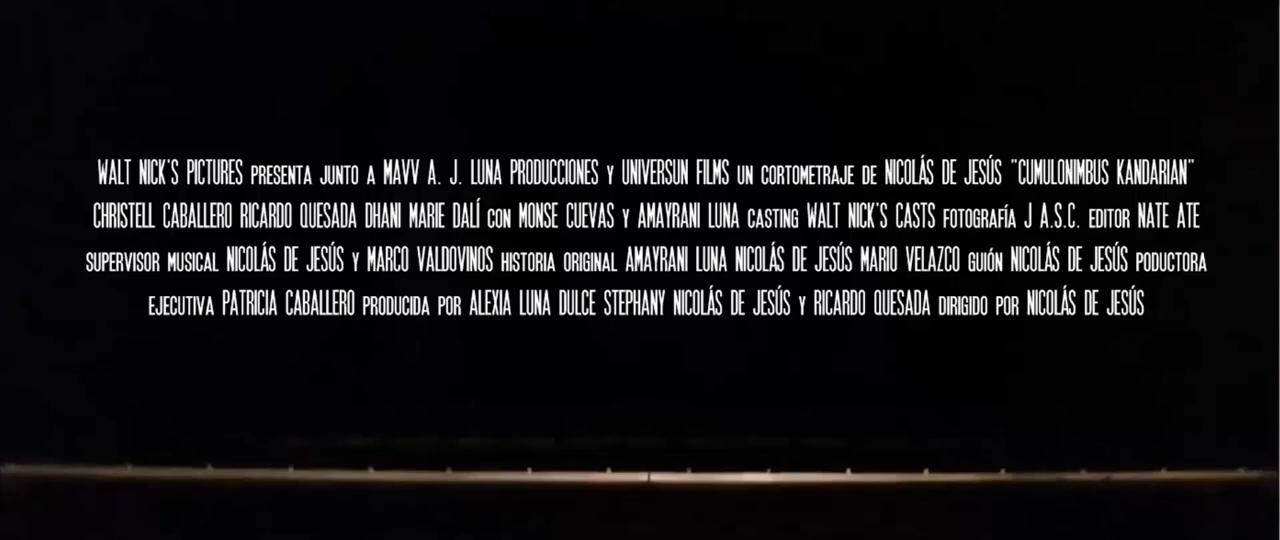 WALT NICK'S PICTURES PRESENTA JUNTO A MAVV A. J. LUNA PRODUCCIONES Y UNIVERSUN FILMS UN CORTOMETRAJE DE NICOLÁS DE JESÚS "CUMULONIMBUS KANDARIAN"
CHRISTELL CABALLERO RICARDO QUESADA DHANI MARIE DALÍ CON MONSE CUEVAS Y AMAYRANI LUNA CASTING WALT NICK'S CASTS FOTOGRAFÍA J A.S.C. EDITOR NATE ATE
SUPERVISOR MUSICAL NICOLÁS DE JESÚS Y MARCO VALDOVINOS HISTORIA ORIGINAL AMAYRANI LUNA NICOLÁS DE JESÚS MARIO VELAZCO GUIÓN NICOLÁS DE JESÚS PODUCTORA
EJECUTIVA PATRICIA CABALLERO PRODUCIDA POR ALEXIA LUNA DULCE STEPHANY NICOLÁS DE JESÚS Y RICARDO QUESADA DIRIGIDO POR NICOLÁS DE JESÚS